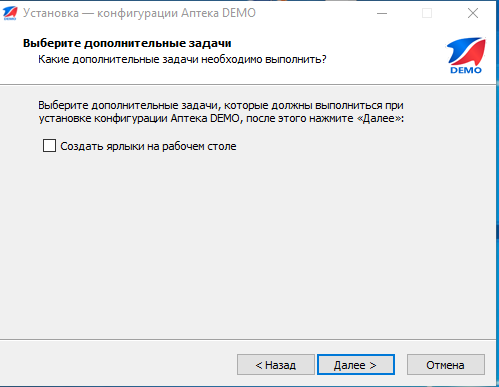 Установка — конфигурации Аптека DEMO
Выберите дополнительные задачи
Какие дополнительные задачи необходимо выполнить?
DEMO
Выберите дополнительные задачи, которые должны выполниться при
установке конфигурации Аптека DEMO, после этого нажмите «Далее»:
Создать ярлыки на рабочем столе
< Назад
Далее >
Отмена